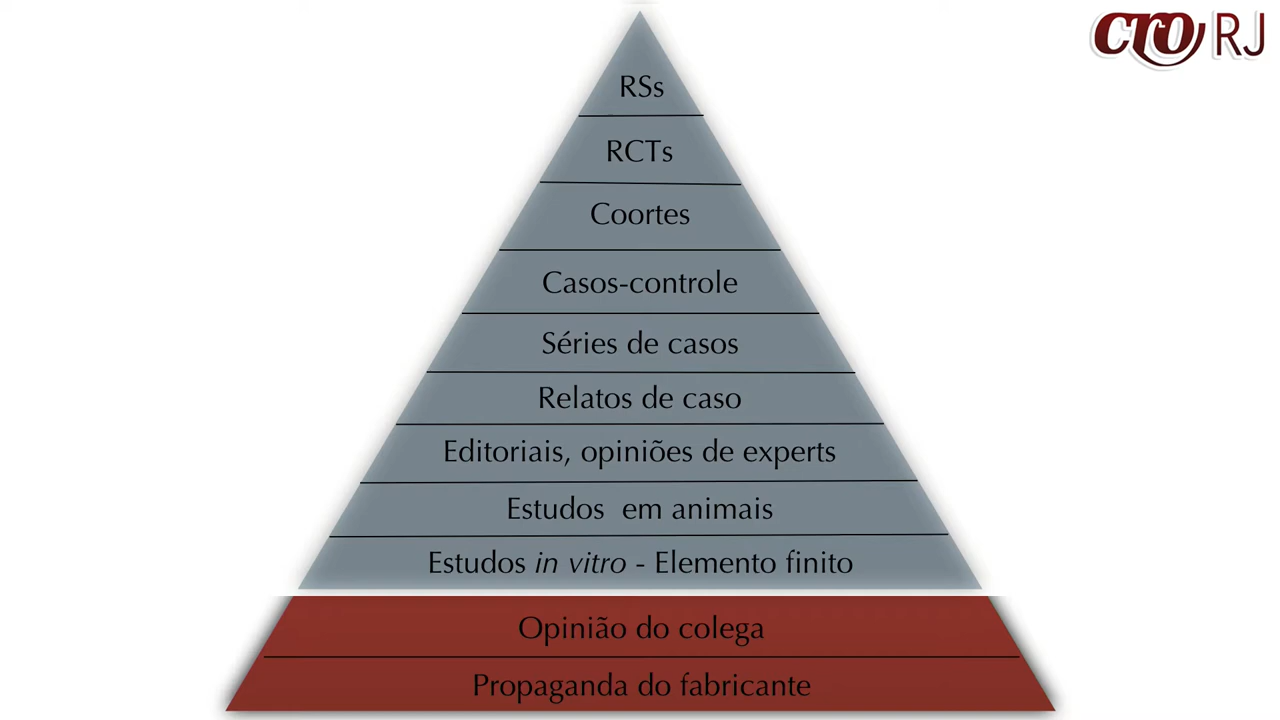 cro RJ
RSs
RCTs
Coortes
Casos-controle
Séries de casos
Relatos de caso
Editoriais, opiniões de experts
Estudos em animais
Estudos in vitro - Elemento finito
Opinião do colega
Propaganda do fabricante